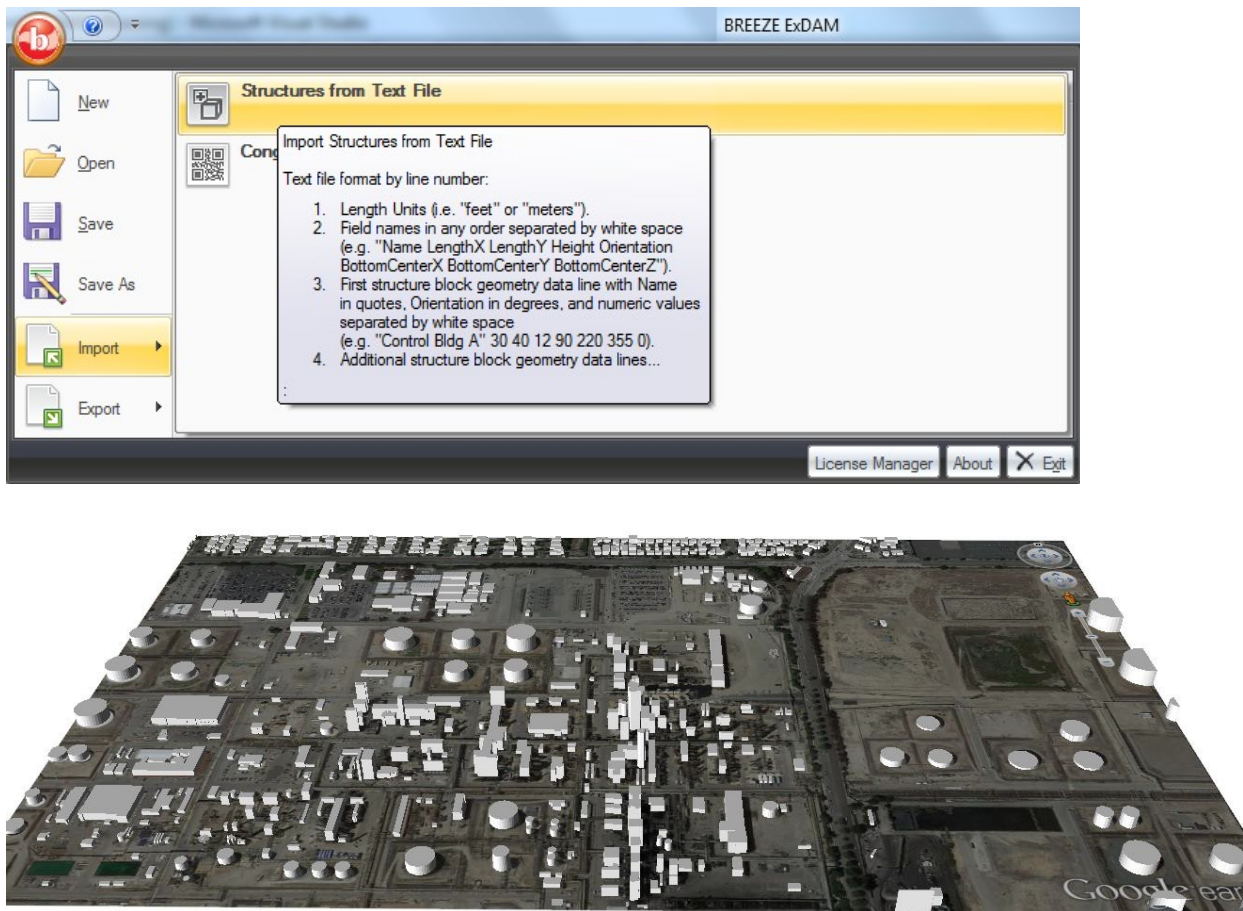 BREEZE ExDAM
New
Open
Save
Save As
Import
Export
Structures from Text File
Cong
Import Structures from Text File
Text file format by line number:
1. Length Units (i.e. "feet" or "meters").
2. Field names in any order separated by white space
(e.g. "Name LengthX LengthY Height Orientation
BottomCenterX BottomCenterY BottomCenterZ").
3. First structure block geometry data line with Name
in quotes, Orientation in degrees, and numeric values
separated by white space
(e.g. "Control Bldg A" 30 40 12 90 220 355 0).
4. Additional structure block geometry data lines...
:
License Manager About Exit
Google ear